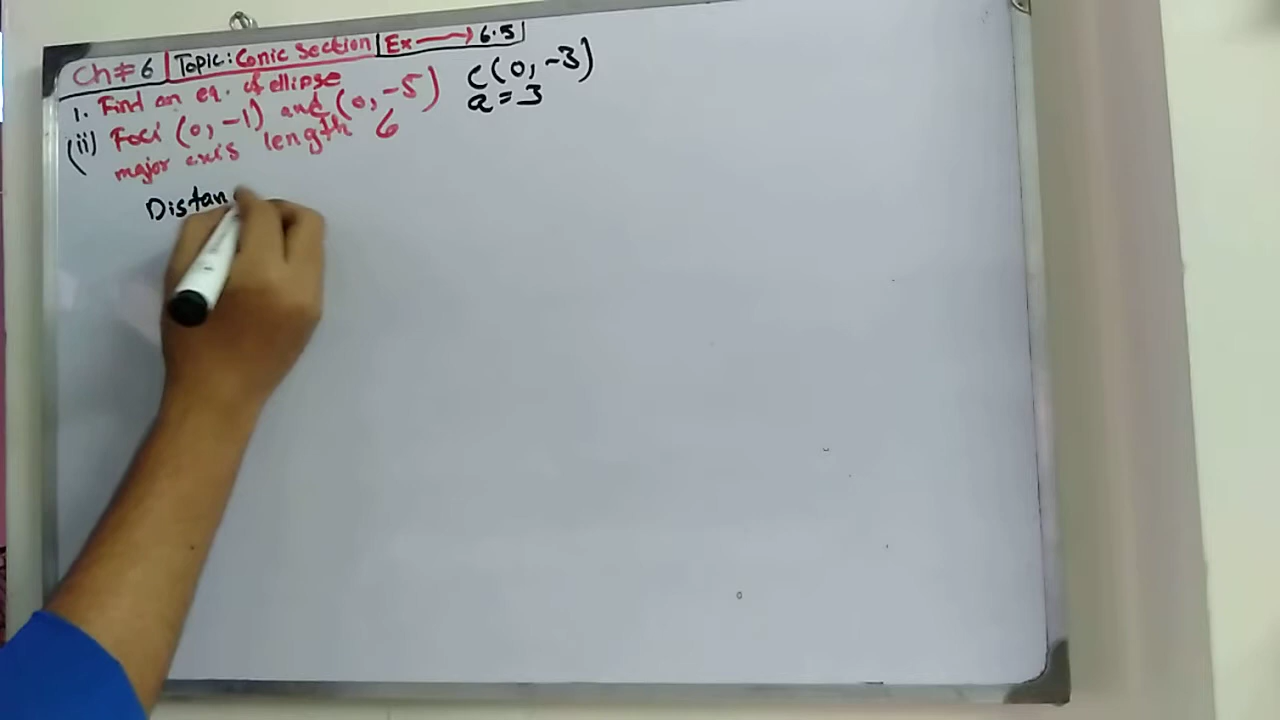 Ch # 6 | Topic: Conic Section | Ex → 6.5
1. Find an eq. of ellipse
(ii) Foci (0, -1) and (0, -5)
major axis length 6
C(0, -3)
a = 3
Distan